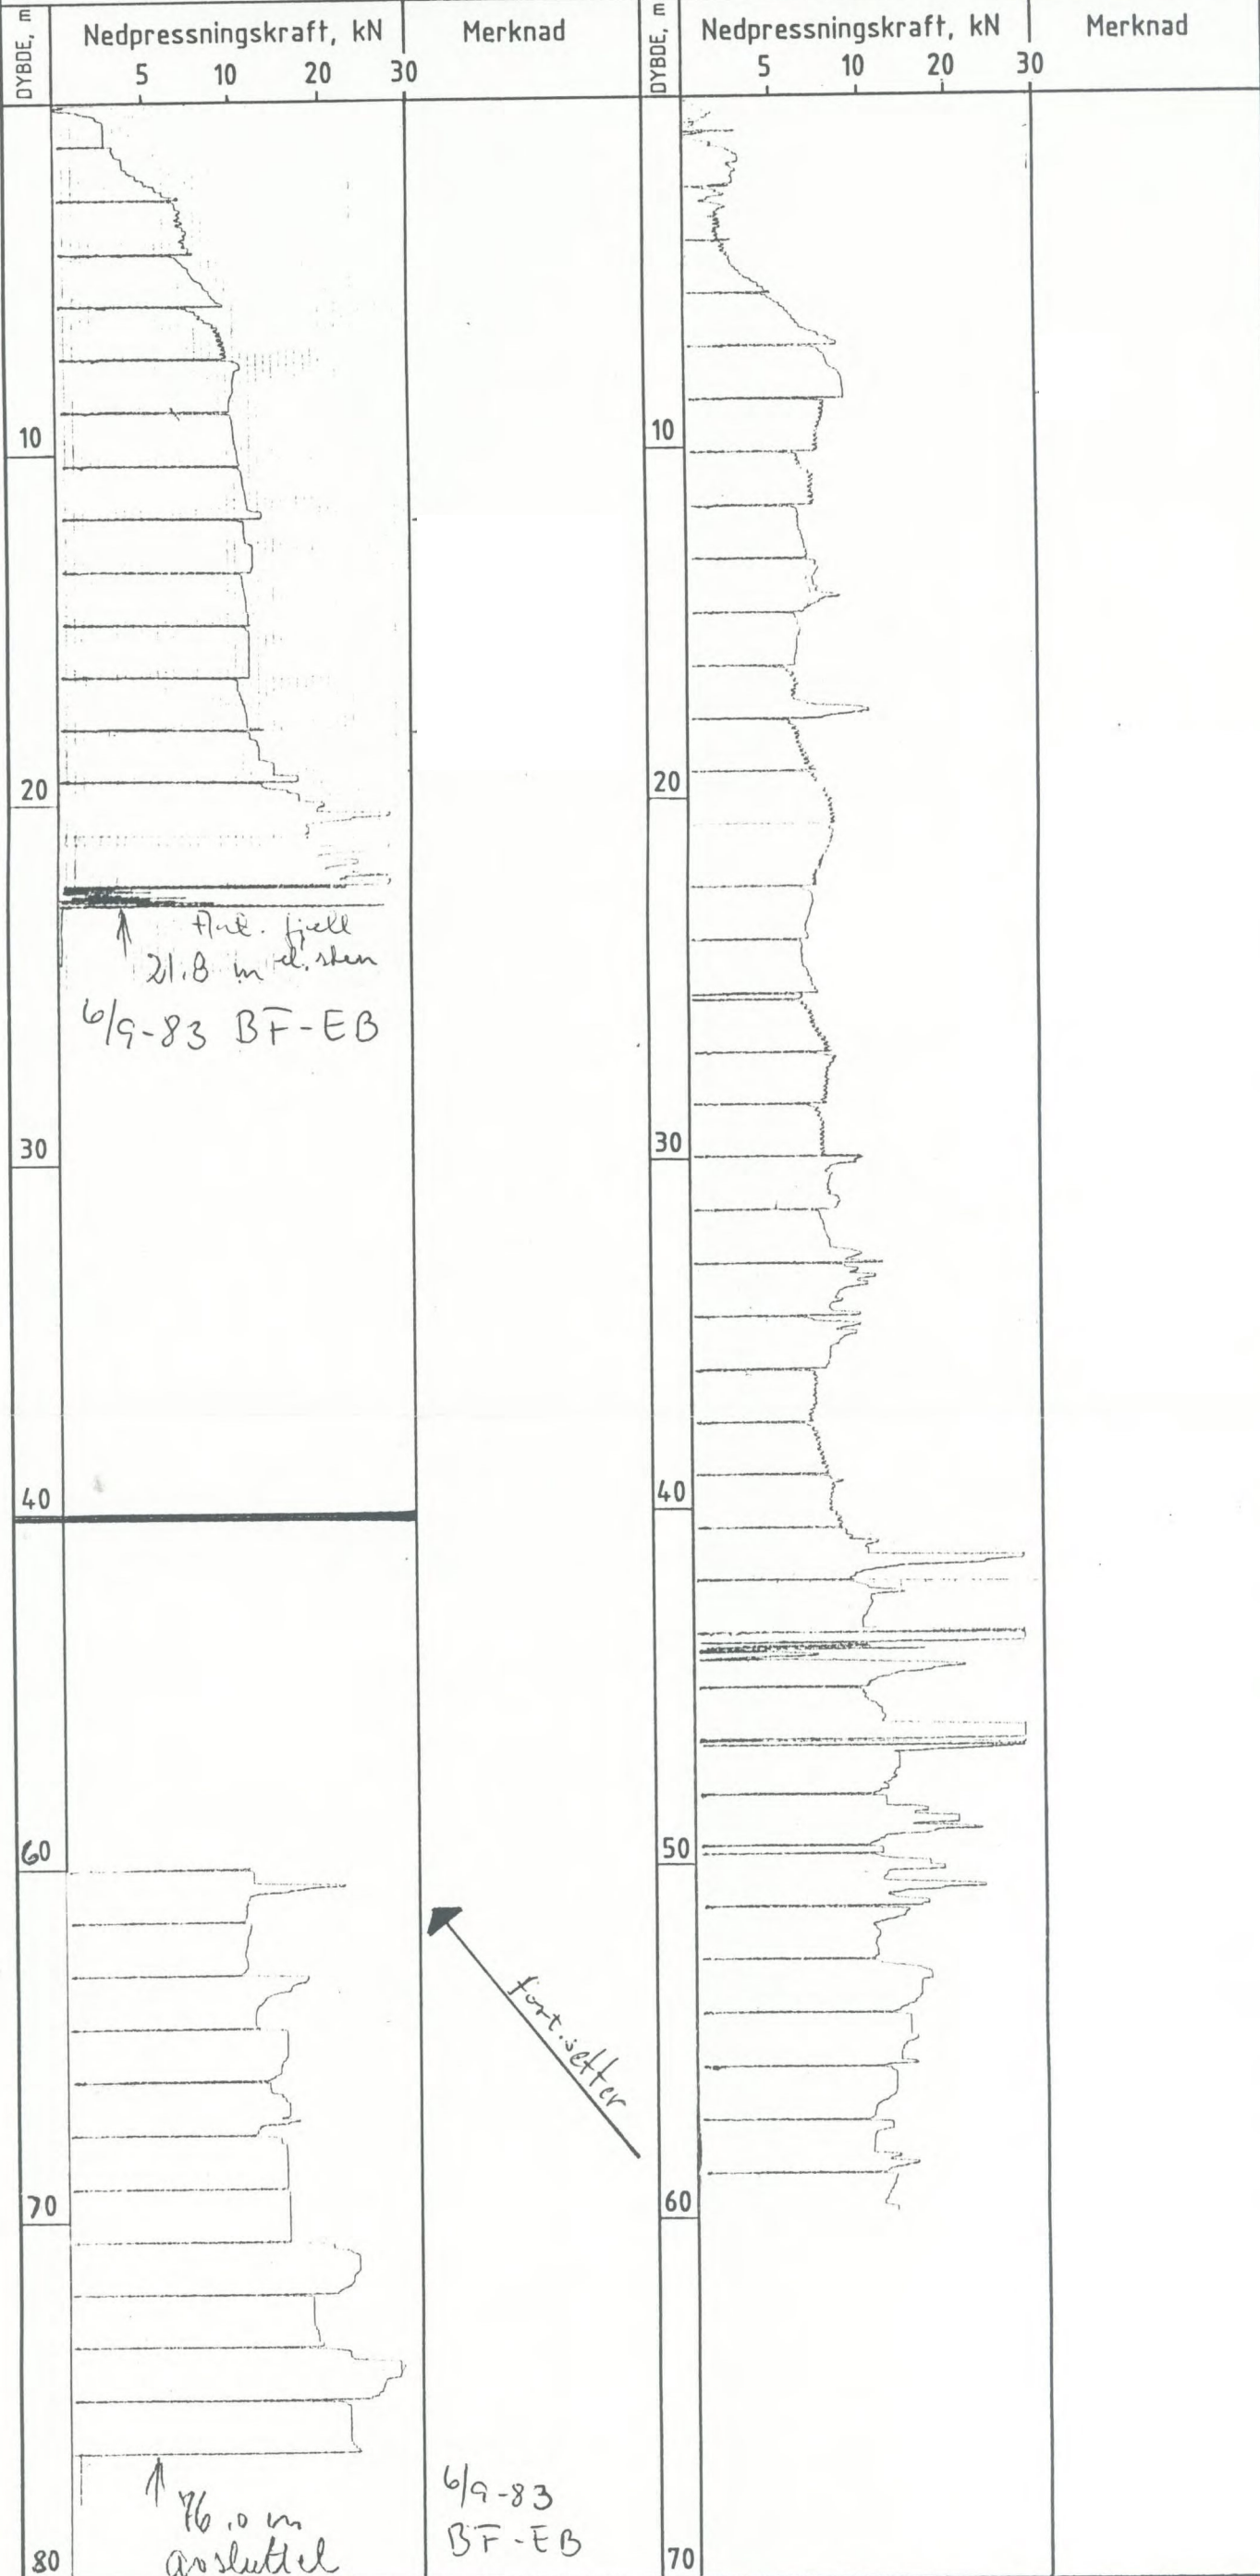 DYBDE, m
Nedpressningskraft, kN
5 10 20 30
Merknad
10
20
Ant. fjell
21.8 m el. sten
6/9-83 BF-EB
30
40
60
70
76.0 m
avsluttet
80
6/9-83
BF-EB
fort.setter
DYBDE, m
Nedpressningskraft, kN
5 10 20 30
Merknad
10
20
30
40
50
60
70